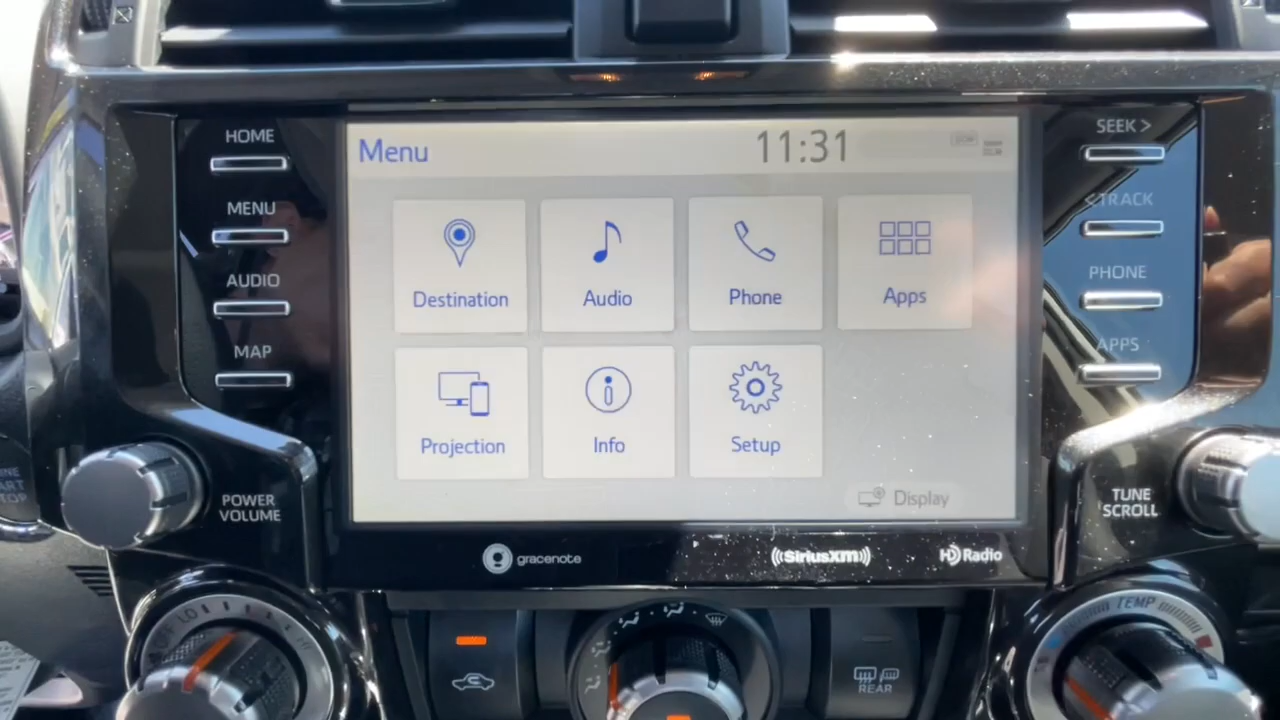 HOME
MENU
AUDIO
MAP
POWER
VOLUME
Menu
11:31
Destination
Audio
Phone
Apps
Projection
Info
Setup
Display
SEEK >
< TRACK
PHONE
APPS
TUNE
SCROLL
gracenote
((SiriusXM))
HD Radio
LO
REAR
TEMP